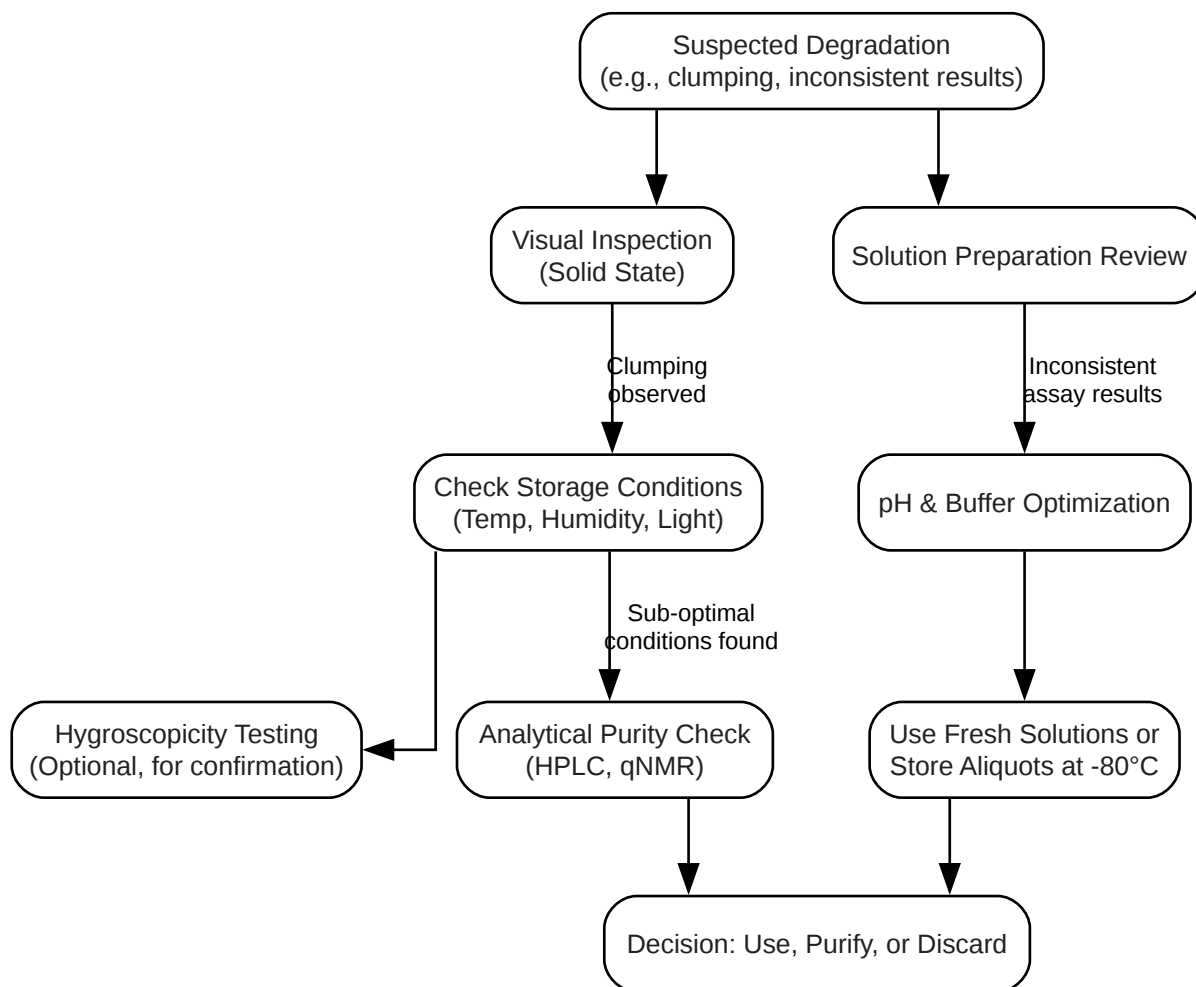 Suspected Degradation
(e.g., clumping, inconsistent results)
Visual Inspection
(Solid State)
Solution Preparation Review
Clumping
observed
Inconsistent
assay results
Check Storage Conditions
(Temp, Humidity, Light)
pH & Buffer Optimization
Sub-optimal
conditions found
Hygroscopicity Testing
(Optional, for confirmation)
Analytical Purity Check
(HPLC, qNMR)
Use Fresh Solutions or
Store Aliquots at -80°C
Decision: Use, Purify, or Discard